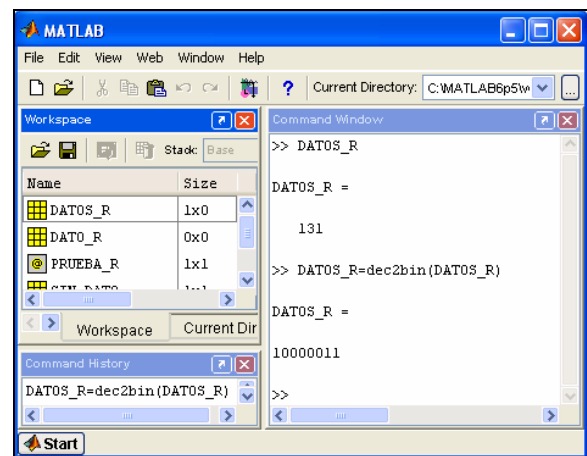 MATLAB
File Edit View Web Window Help
? Current Directory: C:\MATLAB6p5\w ...
Workspace
Stack: Base
Name Size
DATOS_R 1x0
DATO_R 0x0
@ PRUEBA_R 1x1
Workspace Current Dir
Command History
DATOS_R=dec2bin(DATOS_R)
Command Window
>> DATOS_R
DATOS_R =
131
>> DATOS_R=dec2bin(DATOS_R)
DATOS_R =
10000011
>>
Start